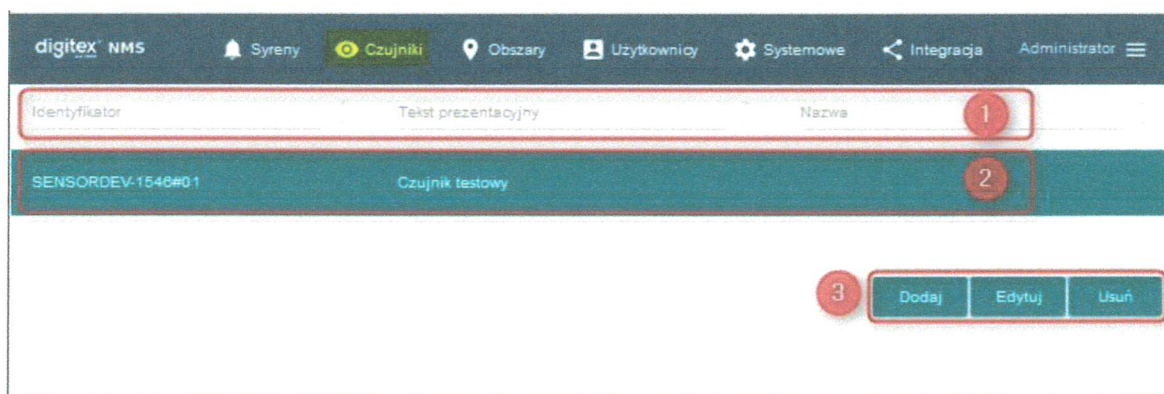 digitex NMS Syreny Czujniki Obszary Użytkownicy Systemowe Integracja Administrator
Identyfikator Tekst prezentacyjny Nazwa 1
SENSORDEV-1546#01 Czujnik testowy 2
3 Dodaj Edytuj Usuń